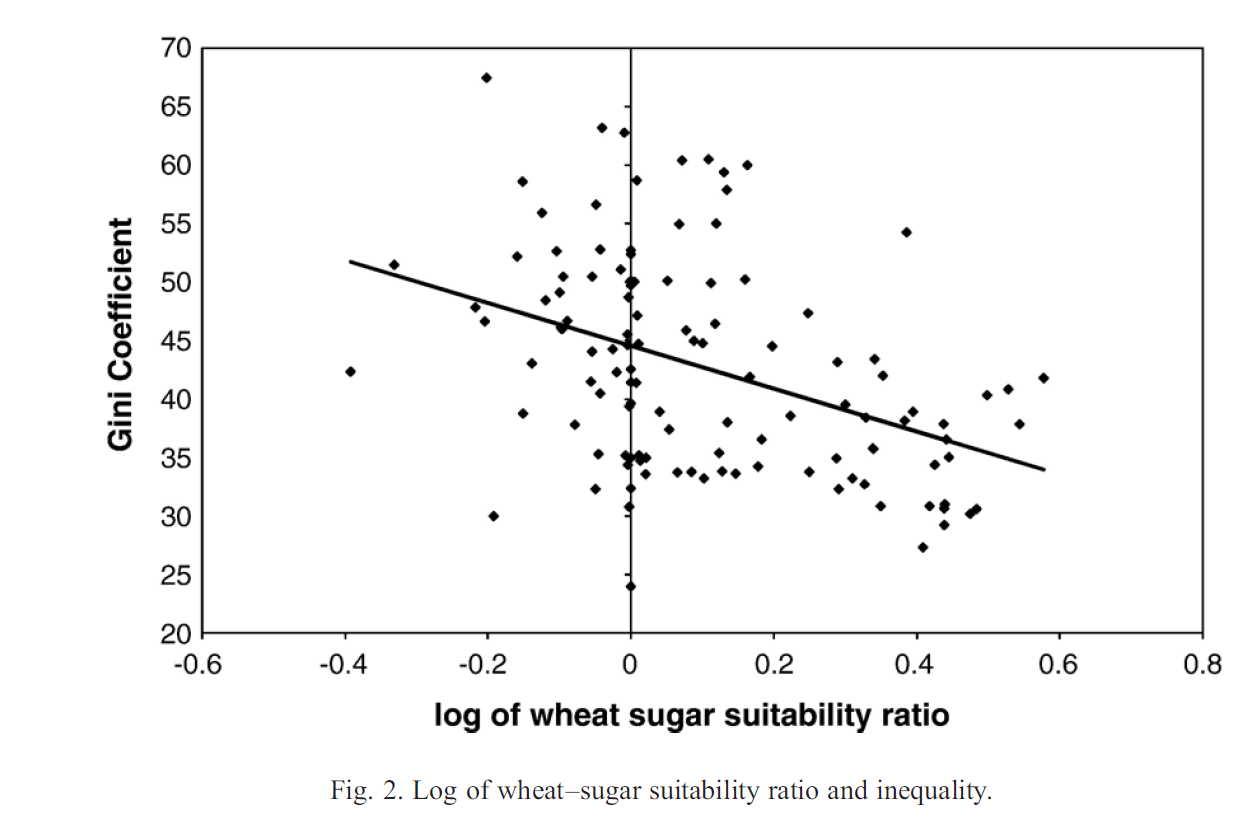 70
65
60
55
50
45
40
35
30
25
20
Gini Coefficient
-0.6 -0.4 -0.2 0 0.2 0.4 0.6 0.8
log of wheat sugar suitability ratio
Fig. 2. Log of wheat–sugar suitability ratio and inequality.